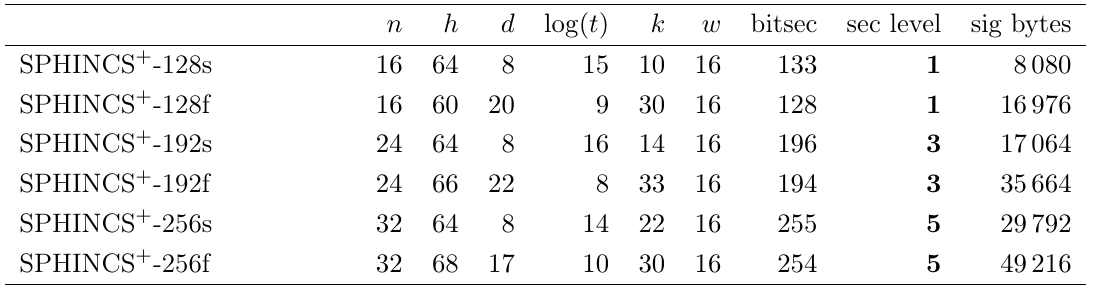 n h d log(t) k w bitsec sec level sig bytes
SPHINCS+-128s 16 64 8 15 10 16 133 1 8 080
SPHINCS+-128f 16 60 20 9 30 16 128 1 16 976
SPHINCS+-192s 24 64 8 16 14 16 196 3 17 064
SPHINCS+-192f 24 66 22 8 33 16 194 3 35 664
SPHINCS+-256s 32 64 8 14 22 16 255 5 29 792
SPHINCS+-256f 32 68 17 10 30 16 254 5 49 216